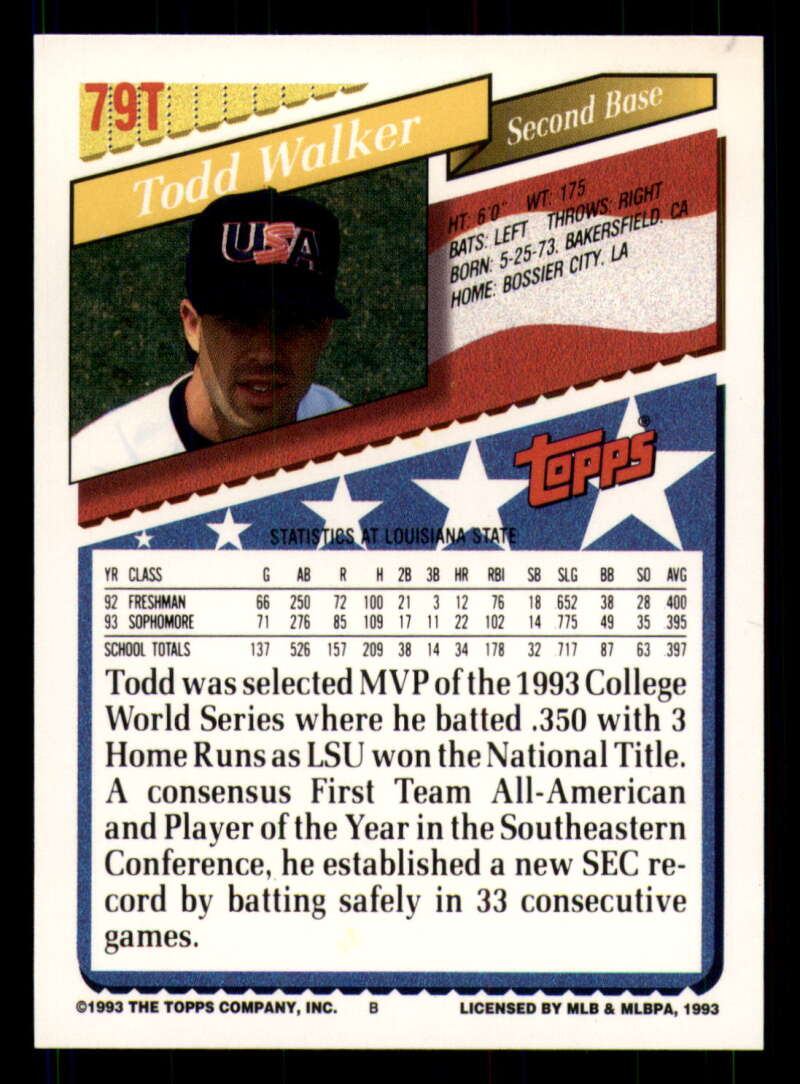 79T
Todd Walker
Second Base
USA
HT: 6'0" WT: 175
BATS: LEFT THROWS: RIGHT
BORN: 5-25-73, BAKERSFIELD, CA
HOME: BOSSIER CITY, LA
TOPPS®
STATISTICS AT LOUISIANA STATE
YR CLASS G AB R H 2B 3B HR RBI SB SLG BB SO AVG
92 FRESHMAN 66 250 72 100 21 3 12 76 18 .652 38 28 .400
93 SOPHOMORE 71 276 85 109 17 11 22 102 14 .775 49 35 .395
SCHOOL TOTALS 137 526 157 209 38 14 34 178 32 .717 87 63 .397
Todd was selected MVP of the 1993 College
World Series where he batted .350 with 3
Home Runs as LSU won the National Title.
A consensus First Team All-American
and Player of the Year in the Southeastern
Conference, he established a new SEC re-
cord by batting safely in 33 consecutive
games.
©1993 THE TOPPS COMPANY, INC. B LICENSED BY MLB & MLBPA, 1993